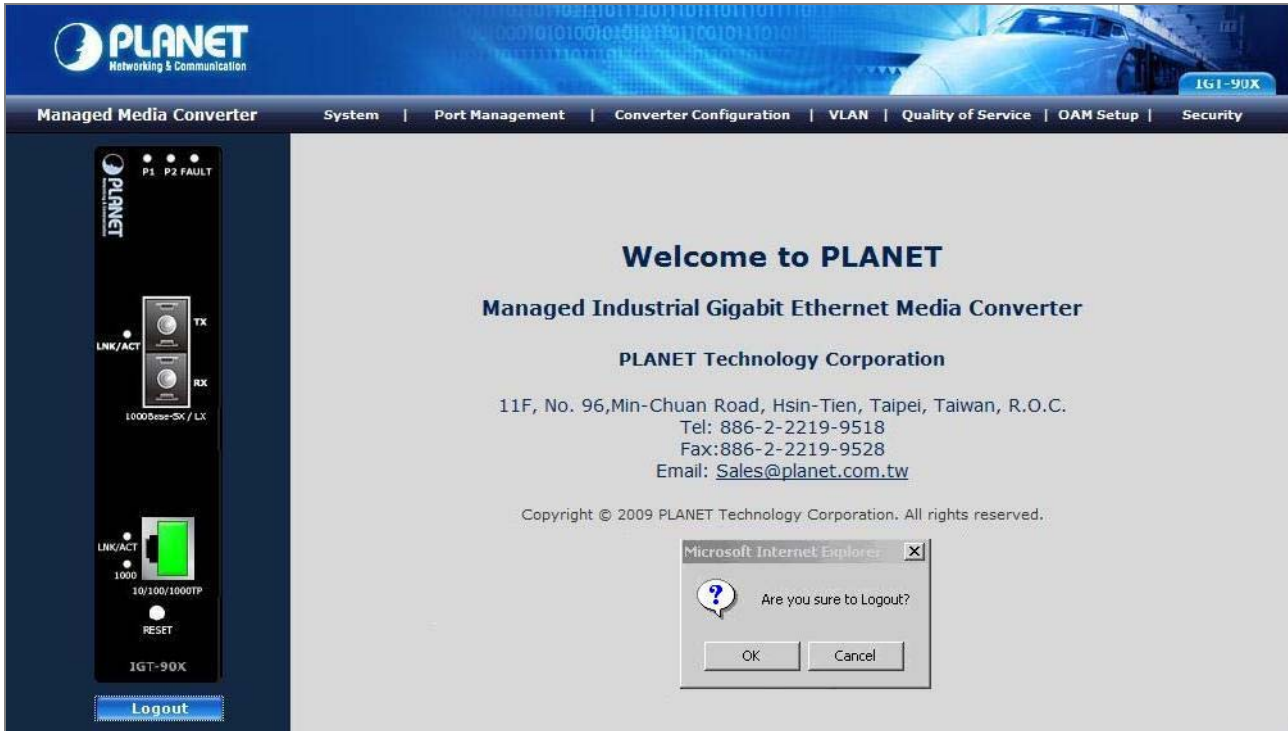 PLANET
Networking & Communication
IGT-90X
Managed Media Converter
System | Port Management | Converter Configuration | VLAN | Quality of Service | OAM Setup | Security
PLANET
P1 P2 FAULT
TX
LNK/ACT
RX
1000Base-SX / LX
LNK/ACT
1000
10/100/1000TP
RESET
IGT-90X
Logout
Welcome to PLANET
Managed Industrial Gigabit Ethernet Media Converter
PLANET Technology Corporation
11F, No. 96,Min-Chuan Road, Hsin-Tien, Taipei, Taiwan, R.O.C.
Tel: 886-2-2219-9518
Fax:886-2-2219-9528
Email: Sales@planet.com.tw
Copyright © 2009 PLANET Technology Corporation. All rights reserved.
Microsoft Internet Explorer
Are you sure to Logout?
OK
Cancel